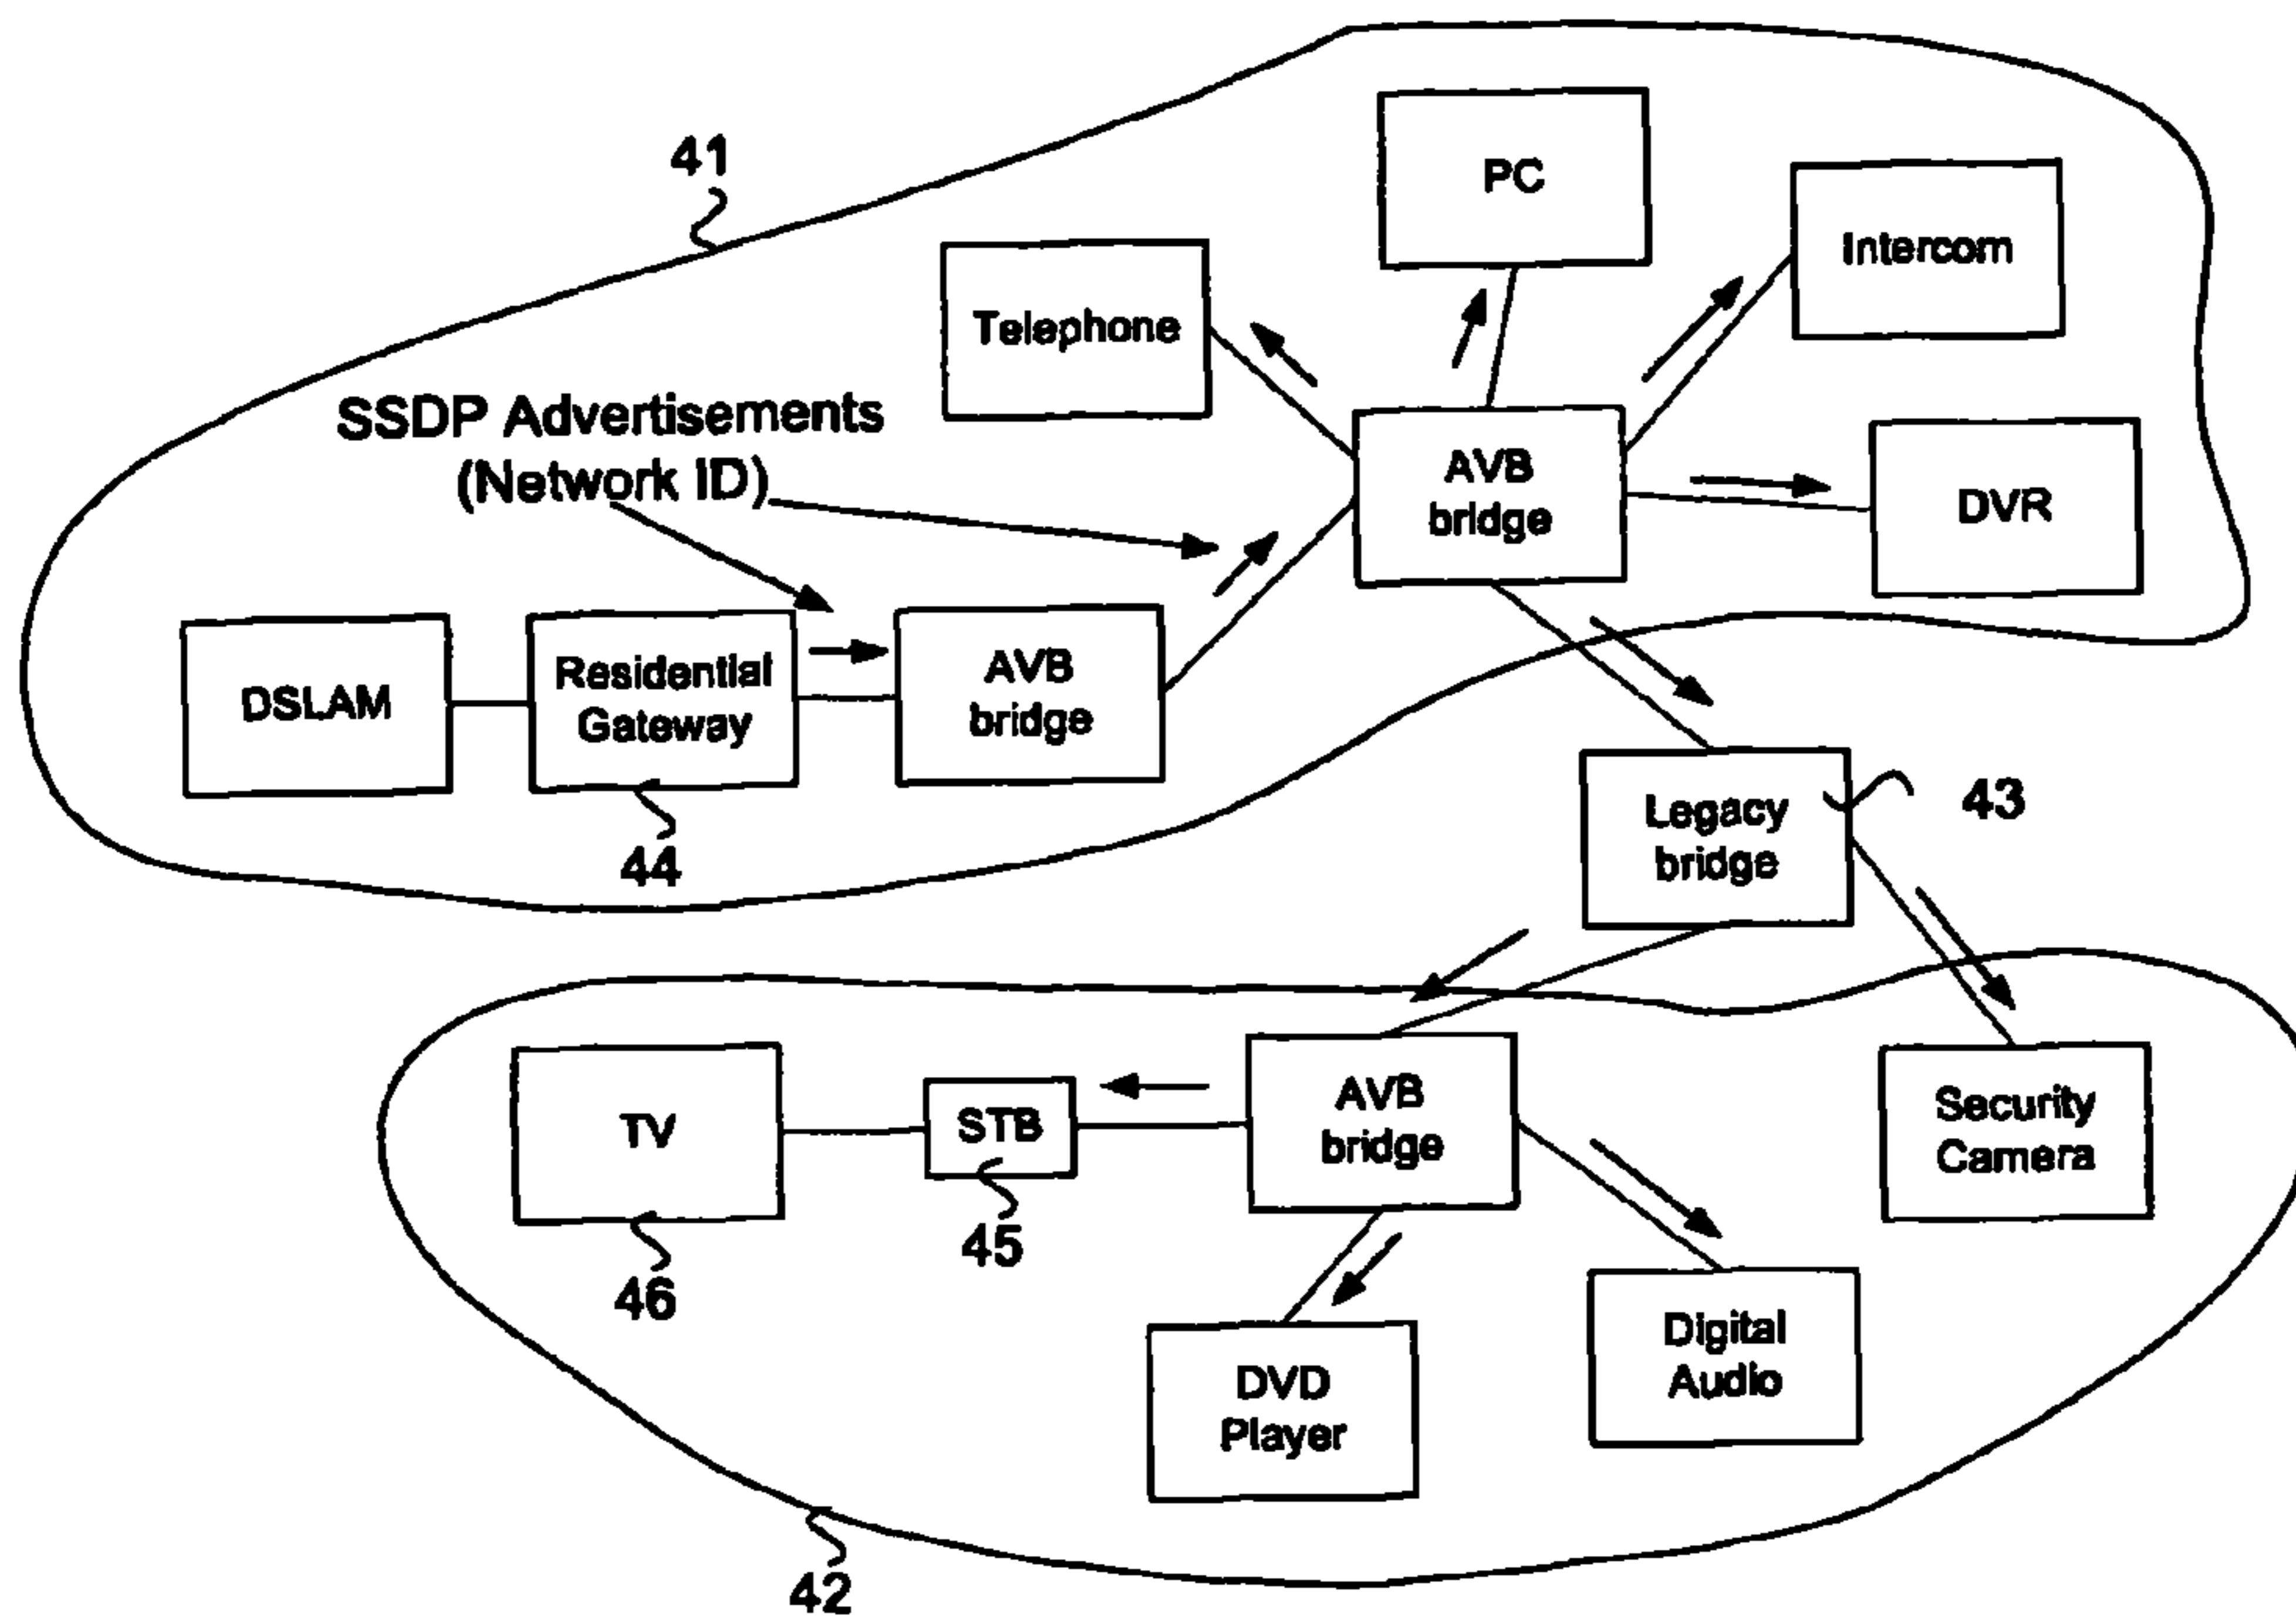 41
PC
Intercom
Telephone
SSDP Advertisements
(Network ID)
AVB
bridge
DVR
DSLAM
Residential
Gateway
AVB
bridge
44
Legacy
bridge
43
TV
STB
AVB
bridge
Security
Camera
45
46
DVD
Player
Digital
Audio
42